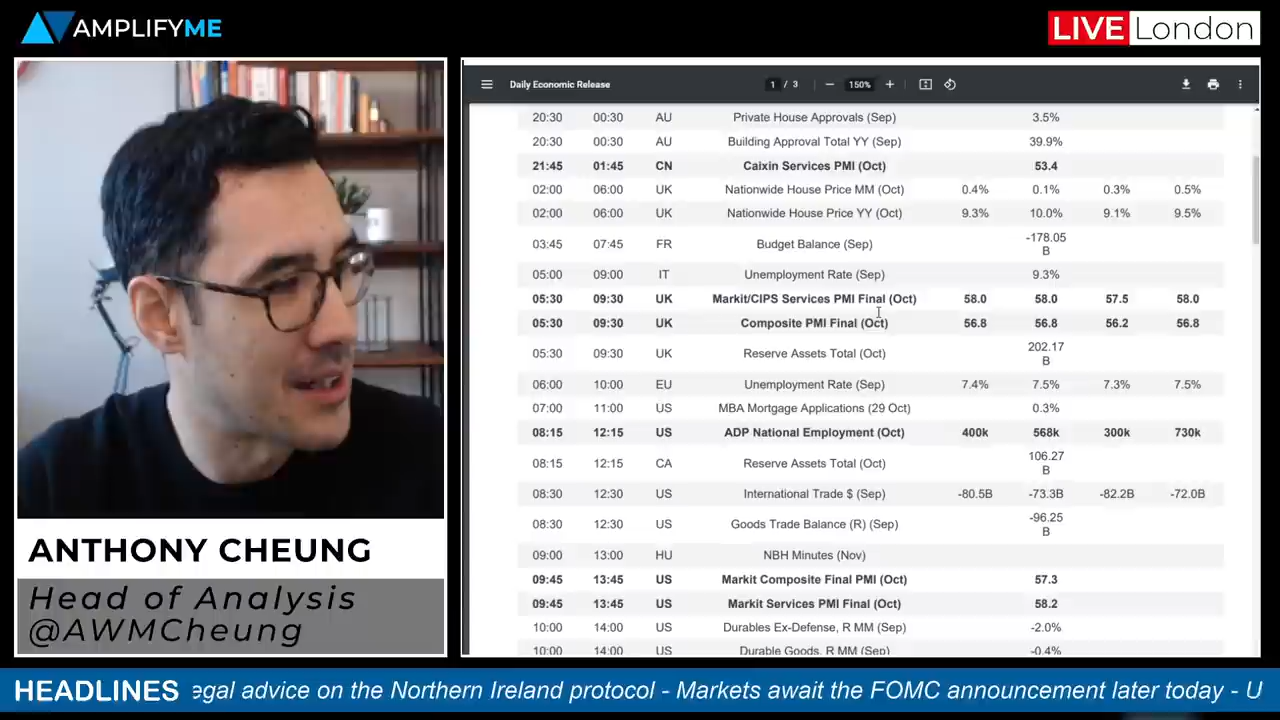 AMPLIFYME
LIVE London
Daily Economic Release 1 / 3 150%
20:30 00:30 AU Private House Approvals (Sep) 3.5%
20:30 00:30 AU Building Approval Total YY (Sep) 39.9%
21:45 01:45 CN Caixin Services PMI (Oct) 53.4
02:00 06:00 UK Nationwide House Price MM (Oct) 0.4% 0.1% 0.3% 0.5%
02:00 06:00 UK Nationwide House Price YY (Oct) 9.3% 10.0% 9.1% 9.5%
03:45 07:45 FR Budget Balance (Sep) -178.05
B
05:00 09:00 IT Unemployment Rate (Sep) 9.3%
05:30 09:30 UK Markit/CIPS Services PMI Final (Oct) 58.0 58.0 57.5 58.0
05:30 09:30 UK Composite PMI Final (Oct) 56.8 56.8 56.2 56.8
05:30 09:30 UK Reserve Assets Total (Oct) 202.17
B
06:00 10:00 EU Unemployment Rate (Sep) 7.4% 7.5% 7.3% 7.5%
07:00 11:00 US MBA Mortgage Applications (29 Oct) 0.3%
08:15 12:15 US ADP National Employment (Oct) 400k 568k 300k 730k
08:15 12:15 CA Reserve Assets Total (Oct) 106.27
B
08:30 12:30 US International Trade $ (Sep) -80.5B -73.3B -82.2B -72.0B
08:30 12:30 US Goods Trade Balance (R) (Sep) -96.25
B
09:00 13:00 HU NBH Minutes (Nov)
09:45 13:45 US Markit Composite Final PMI (Oct) 57.3
09:45 13:45 US Markit Services PMI Final (Oct) 58.2
10:00 14:00 US Durables Ex-Defense, R MM (Sep) -2.0%
10:00 14:00 US Durable Goods, R MM (Sep) -0.4%
ANTHONY CHEUNG
Head of Analysis
@AWMCheung
HEADLINES egal advice on the Northern Ireland protocol - Markets await the FOMC announcement later today - U